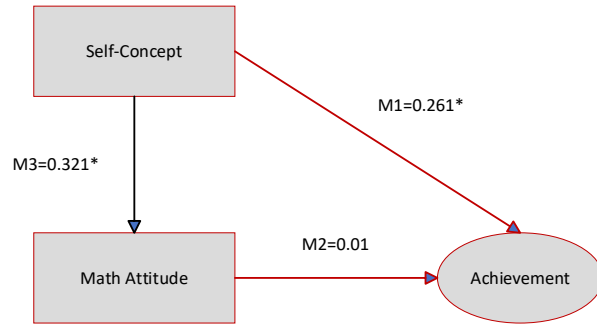 Self-Concept
M1=0.261*
M3=0.321*
M2=0.01
Math Attitude
Achievement